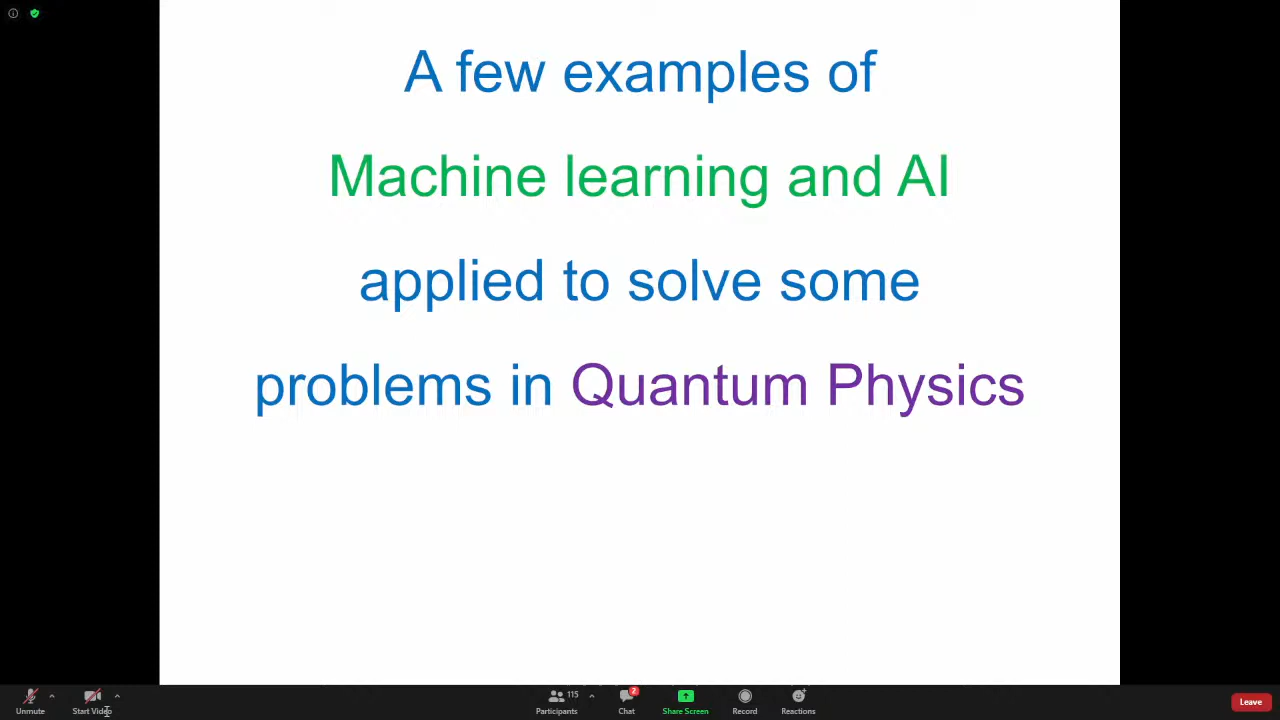 A few examples of
Machine learning and AI
applied to solve some
problems in Quantum Physics
Unmute
Start Video
115
Participants
2
Chat
Share Screen
Record
Reactions
Leave